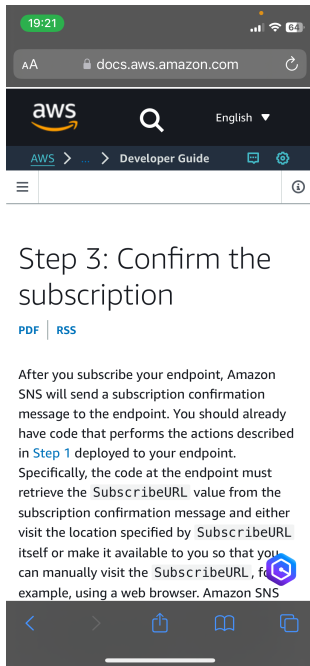 19:21
64
AA docs.aws.amazon.com
aws
English
AWS ... Developer Guide
Step 3: Confirm the
subscription
PDF RSS
After you subscribe your endpoint, Amazon
SNS will send a subscription confirmation
message to the endpoint. You should already
have code that performs the actions described
in Step 1 deployed to your endpoint.
Specifically, the code at the endpoint must
retrieve the SubscribeURL value from the
subscription confirmation message and either
visit the location specified by SubscribeURL
itself or make it available to you so that you
can manually visit the SubscribeURL,
example, using a web browser. Amazon SNS